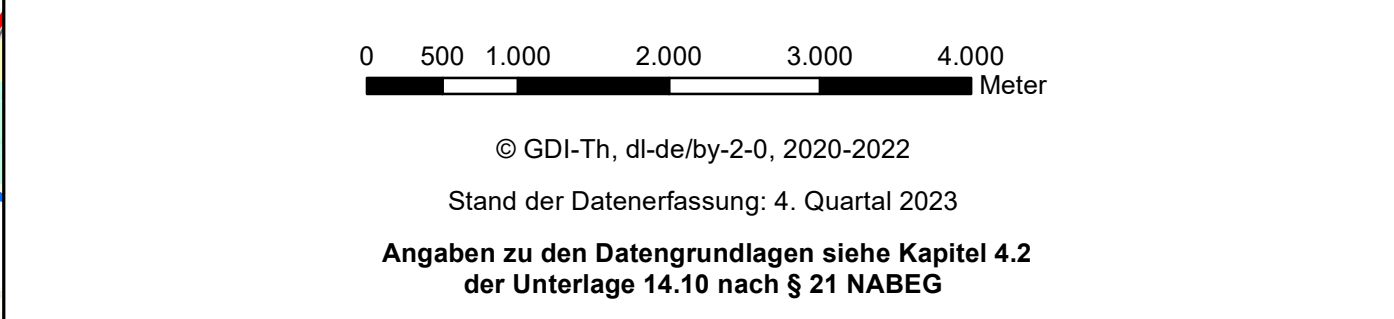 0 500 1.000 2.000 3.000 4.000
Meter
© GDI-Th, dl-de/by-2-0, 2020-2022
Stand der Datenerfassung: 4. Quartal 2023
Angaben zu den Datengrundlagen siehe Kapitel 4.2
der Unterlage 14.10 nach § 21 NABEG